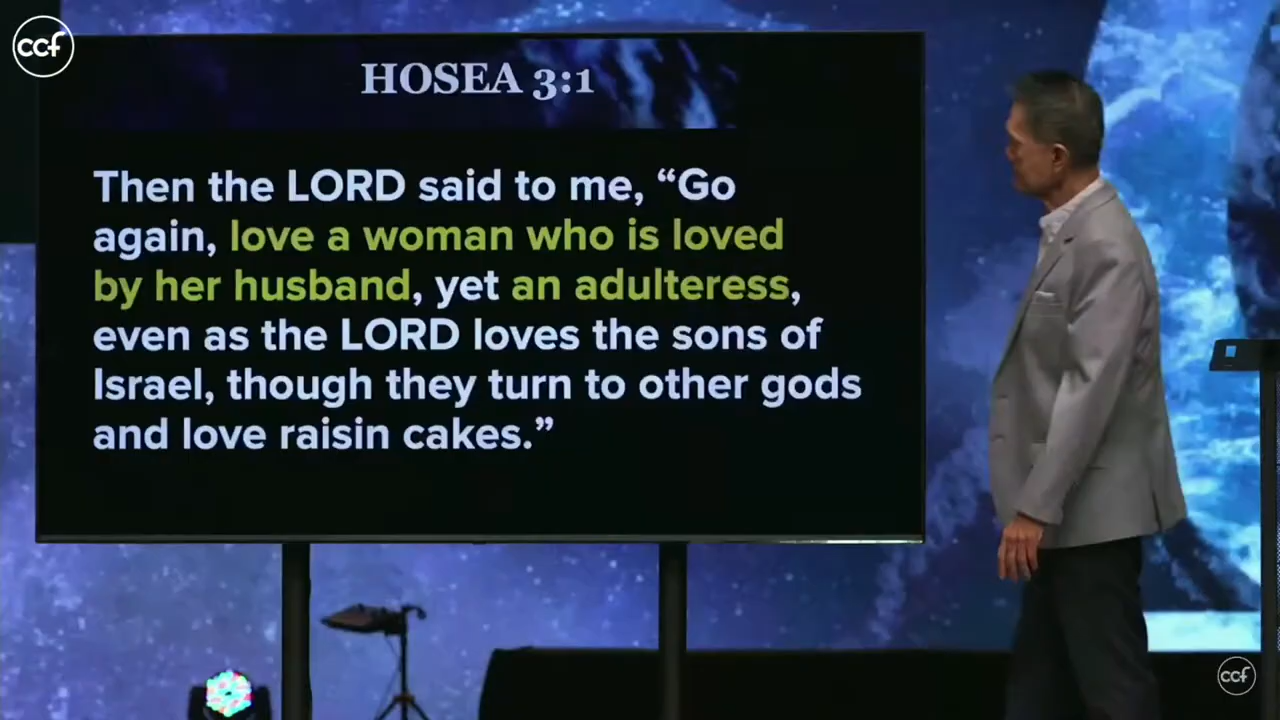 ccf
HOSEA 3:1
Then the LORD said to me, “Go
again, love a woman who is loved
by her husband, yet an adulteress,
even as the LORD loves the sons of
Israel, though they turn to other gods
and love raisin cakes.”
ccf